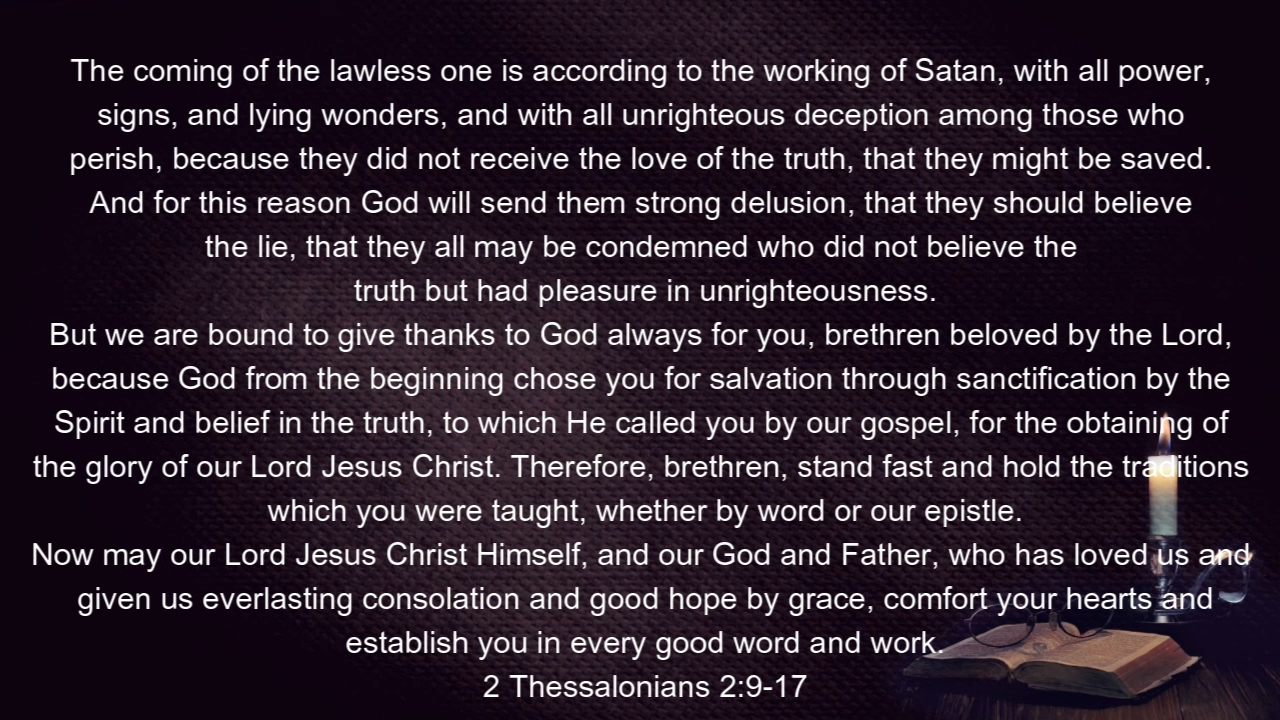 The coming of the lawless one is according to the working of Satan, with all power,
signs, and lying wonders, and with all unrighteous deception among those who
perish, because they did not receive the love of the truth, that they might be saved.
And for this reason God will send them strong delusion, that they should believe
the lie, that they all may be condemned who did not believe the
truth but had pleasure in unrighteousness.
But we are bound to give thanks to God always for you, brethren beloved by the Lord,
because God from the beginning chose you for salvation through sanctification by the
Spirit and belief in the truth, to which He called you by our gospel, for the obtaining of
the glory of our Lord Jesus Christ. Therefore, brethren, stand fast and hold the traditions
which you were taught, whether by word or our epistle.
Now may our Lord Jesus Christ Himself, and our God and Father, who has loved us and
given us everlasting consolation and good hope by grace, comfort your hearts and
establish you in every good word and work.
2 Thessalonians 2:9-17